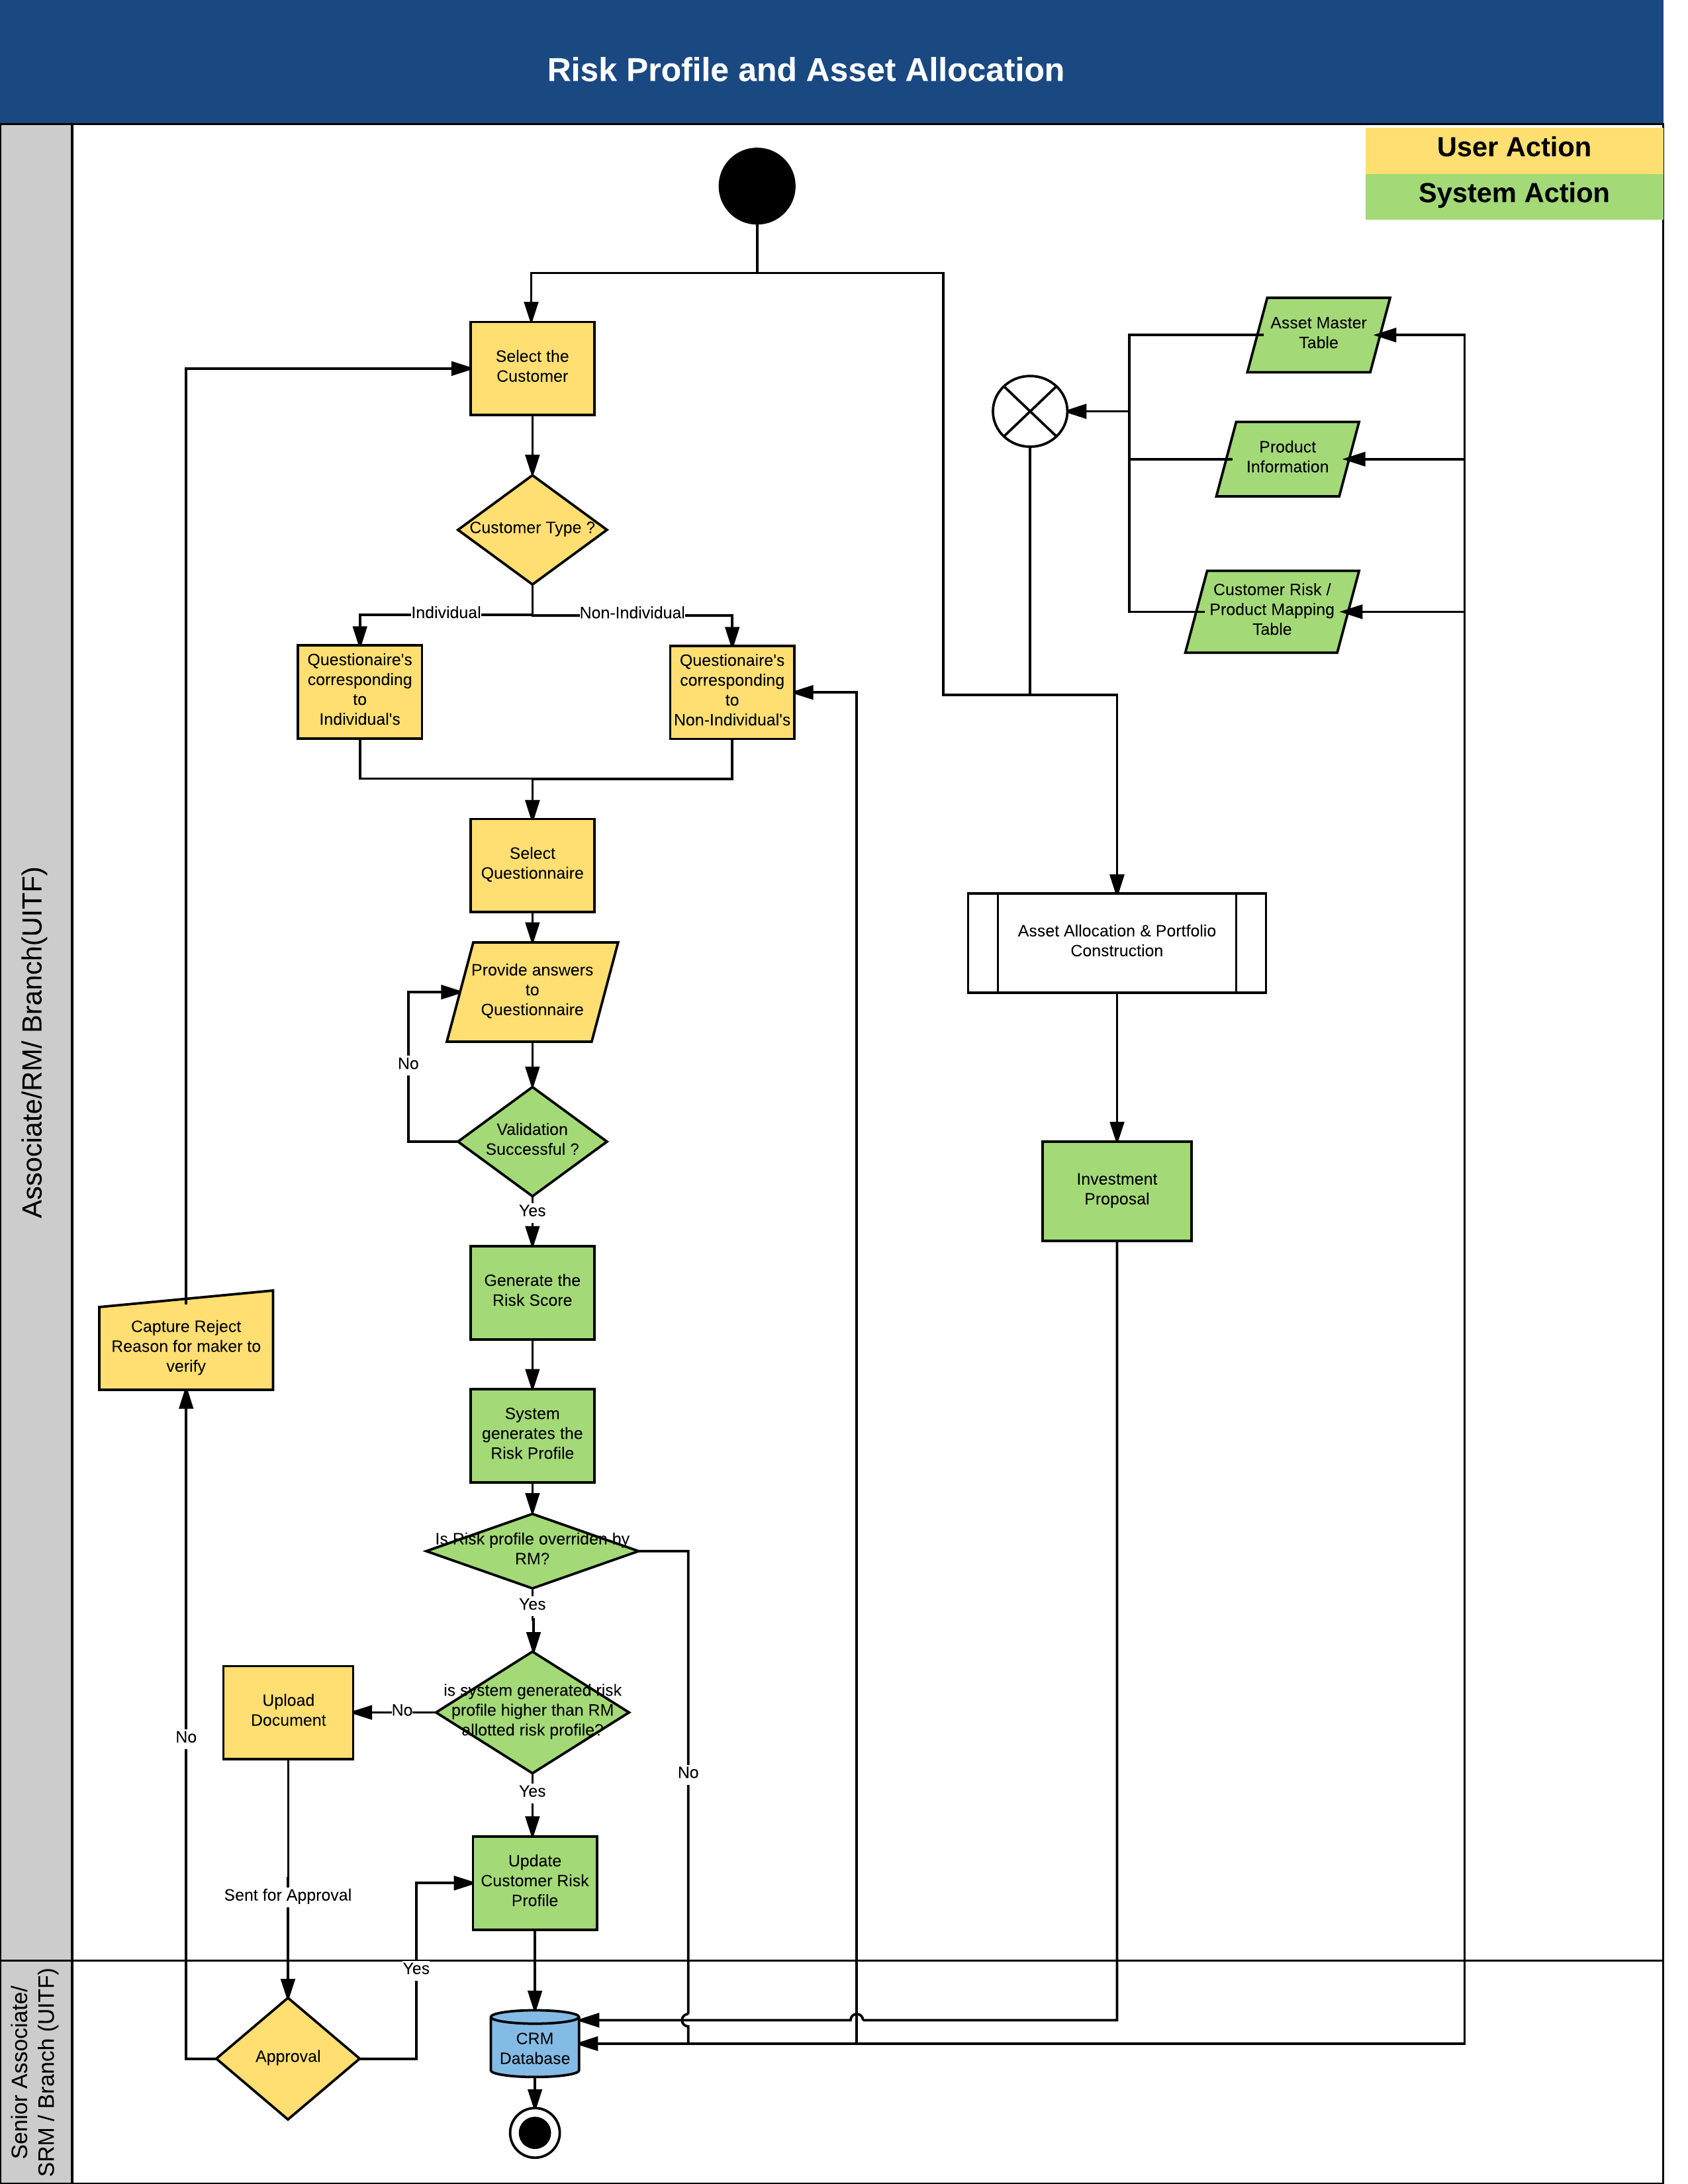 Risk Profile and Asset Allocation
User Action
System Action
Associate/RM/ Branch(UITF)
Select the
Customer
Asset Master
Table
Product
Information
Customer Type ?
Customer Risk /
Product Mapping
Table
Individual
Non-Individual
Questionaire's
corresponding
to
Individual's
Questionaire's
corresponding
to
Non-Individual's
Select
Questionnaire
Asset Allocation & Portfolio
Construction
Provide answers
to
Questionnaire
No
Validation
Successful ?
Yes
Investment
Proposal
Generate the
Risk Score
Capture Reject
Reason for maker to
verify
System
generates the
Risk Profile
Is Risk profile overriden by
RM?
Yes
is system generated risk
profile higher than RM
allotted risk profile?
No
Upload
Document
No
No
Yes
Update
Customer Risk
Profile
Sent for Approval
Yes
Senior Associate/
SRM / Branch (UITF)
Approval
CRM
Database